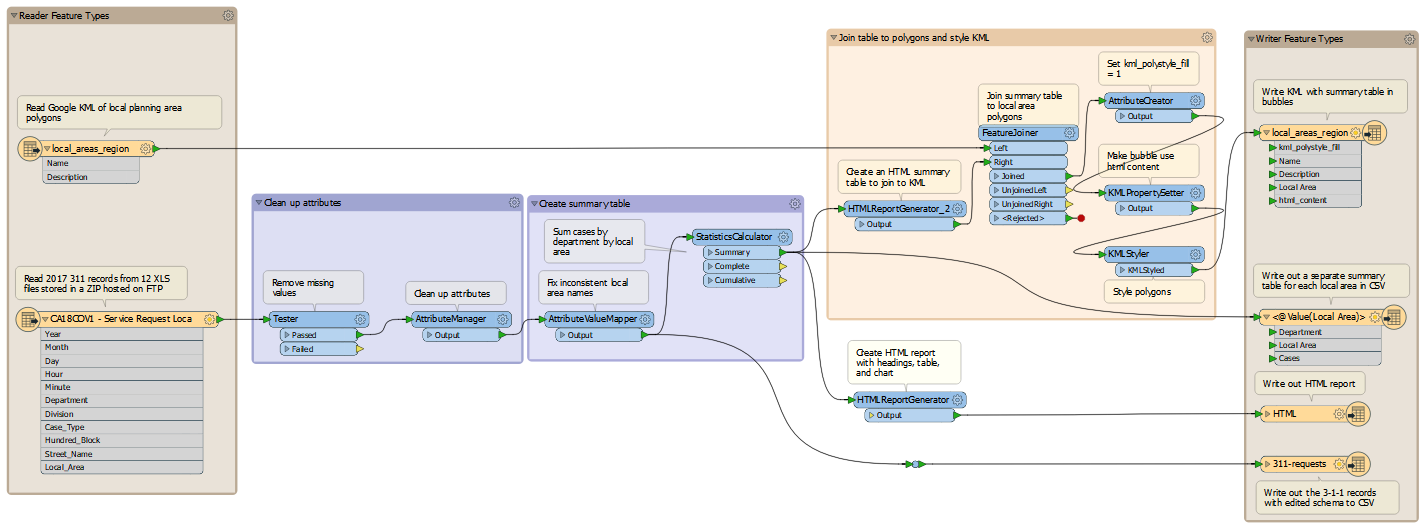 Reader Feature Types
Read Google KML of local planning area
polygons
local_areas_region
Name
Description
Read 2017 311 records from 12 XLS
files stored in a ZIP hosted on FTP
CA18CDV1 - Service Request Loca
Year
Month
Day
Hour
Minute
Department
Division
Case_Type
Hundred_Block
Street_Name
Local_Area
Clean up attributes
Remove missing
values
Tester
Passed
Failed
Clean up attributes
AttributeManager
Output
Create summary table
Sum cases by
department by local
area
StatisticsCalculator
Summary
Complete
Cumulative
Fix inconsistent local
area names
AttributeValueMapper
Output
Join table to polygons and style KML
Create an HTML summary
table to join to KML
HTMLReportGenerator_2
Output
Join summary table
to local area
polygons
FeatureJoiner
Left
Right
Joined
UnjoinedLeft
UnjoinedRight
<Rejected>
Set kml_polystyle_fill
= 1
AttributeCreator
Output
Make bubble use
html content
KMLPropertySetter
Output
KMLStyler
KMLStyled
Style polygons
Create HTML report
with headings, table,
and chart
HTMLReportGenerator
Output
Writer Feature Types
Write KML with summary table in
bubbles
local_areas_region
kml_polystyle_fill
Name
Description
Local Area
html_content
Write out a separate summary
table for each local area in CSV
<@Value(Local Area)>
Department
Local Area
Cases
Write out HTML report
HTML
311-requests
Write out the 3-1-1 records
with edited schema to CSV